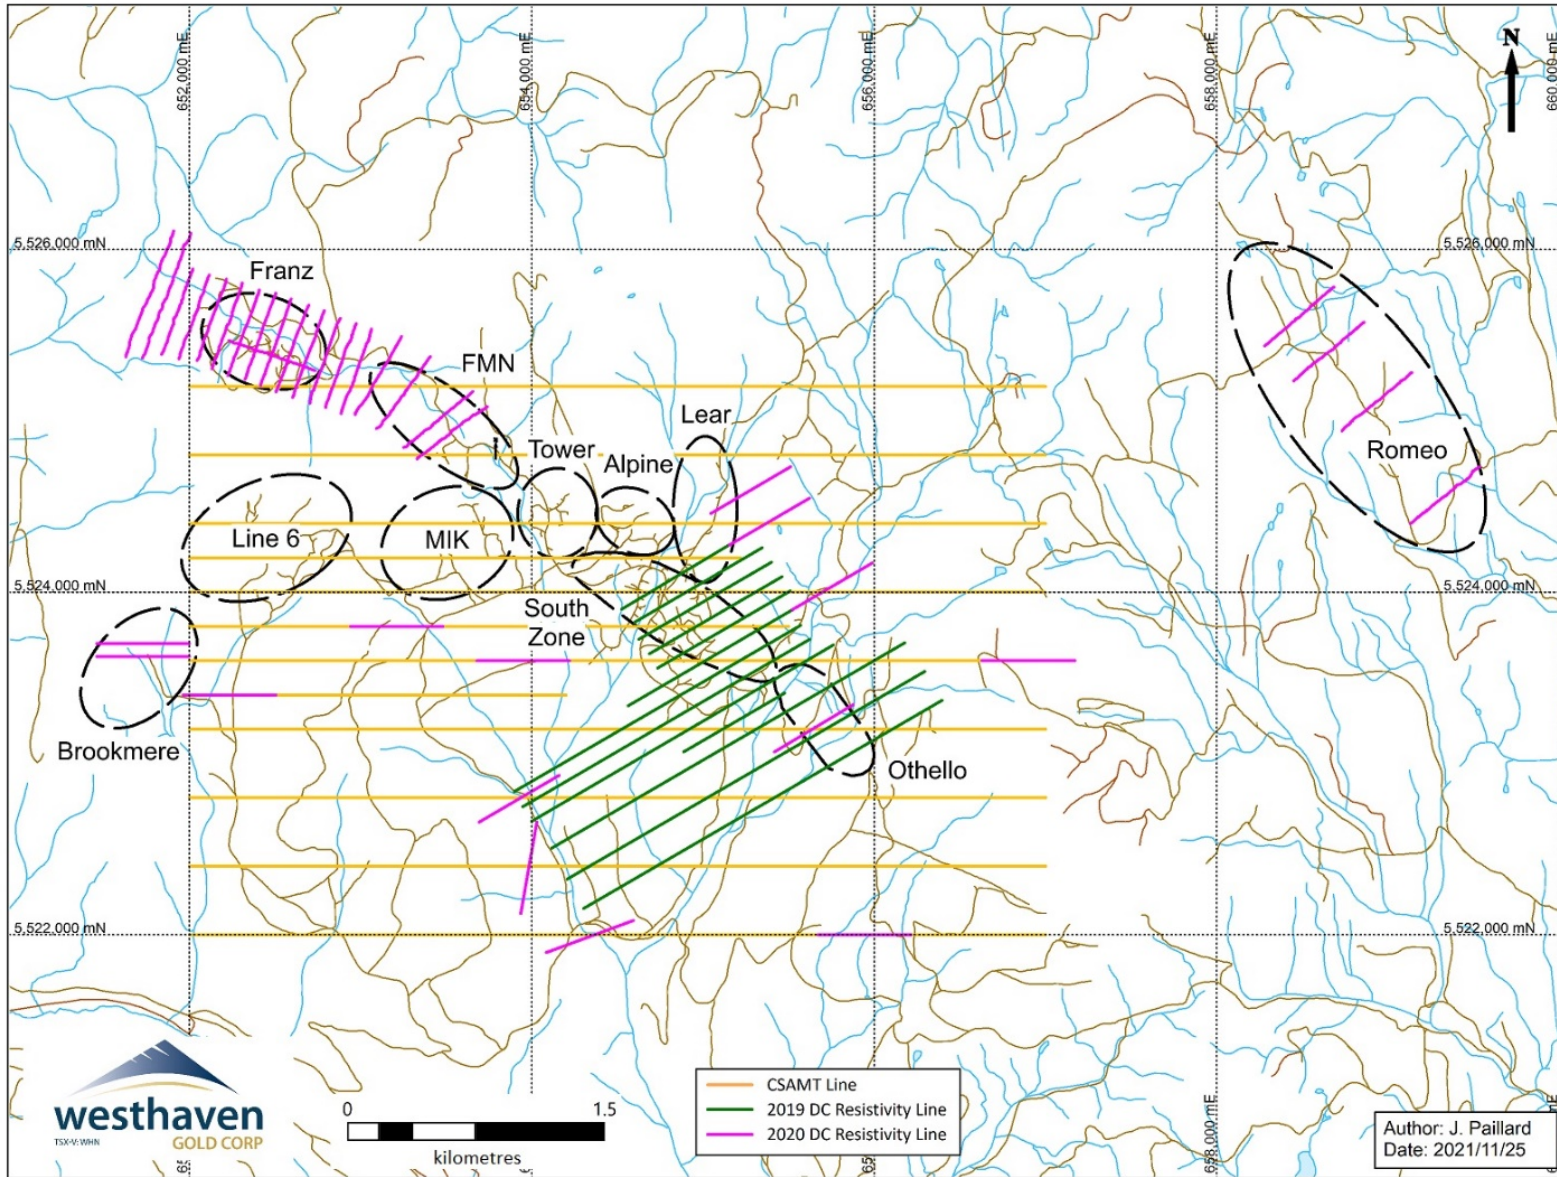 652,000 mE
654,000 mE
656,000 mE
658,000 mE
660,000 mE
N
5,526,000 mN
5,526,000 mN
Franz
FMN
Lear
Tower
Alpine
Romeo
Line 6
MIK
5,524,000 mN
5,524,000 mN
South
Zone
Brookmere
Othello
5,522,000 mN
5,522,000 mN
westhaven
TSX-V: WHN
GOLD CORP
0
1.5
kilometres
CSAMT Line
2019 DC Resistivity Line
2020 DC Resistivity Line
658,000 mE
Author: J. Paillard
Date: 2021/11/25